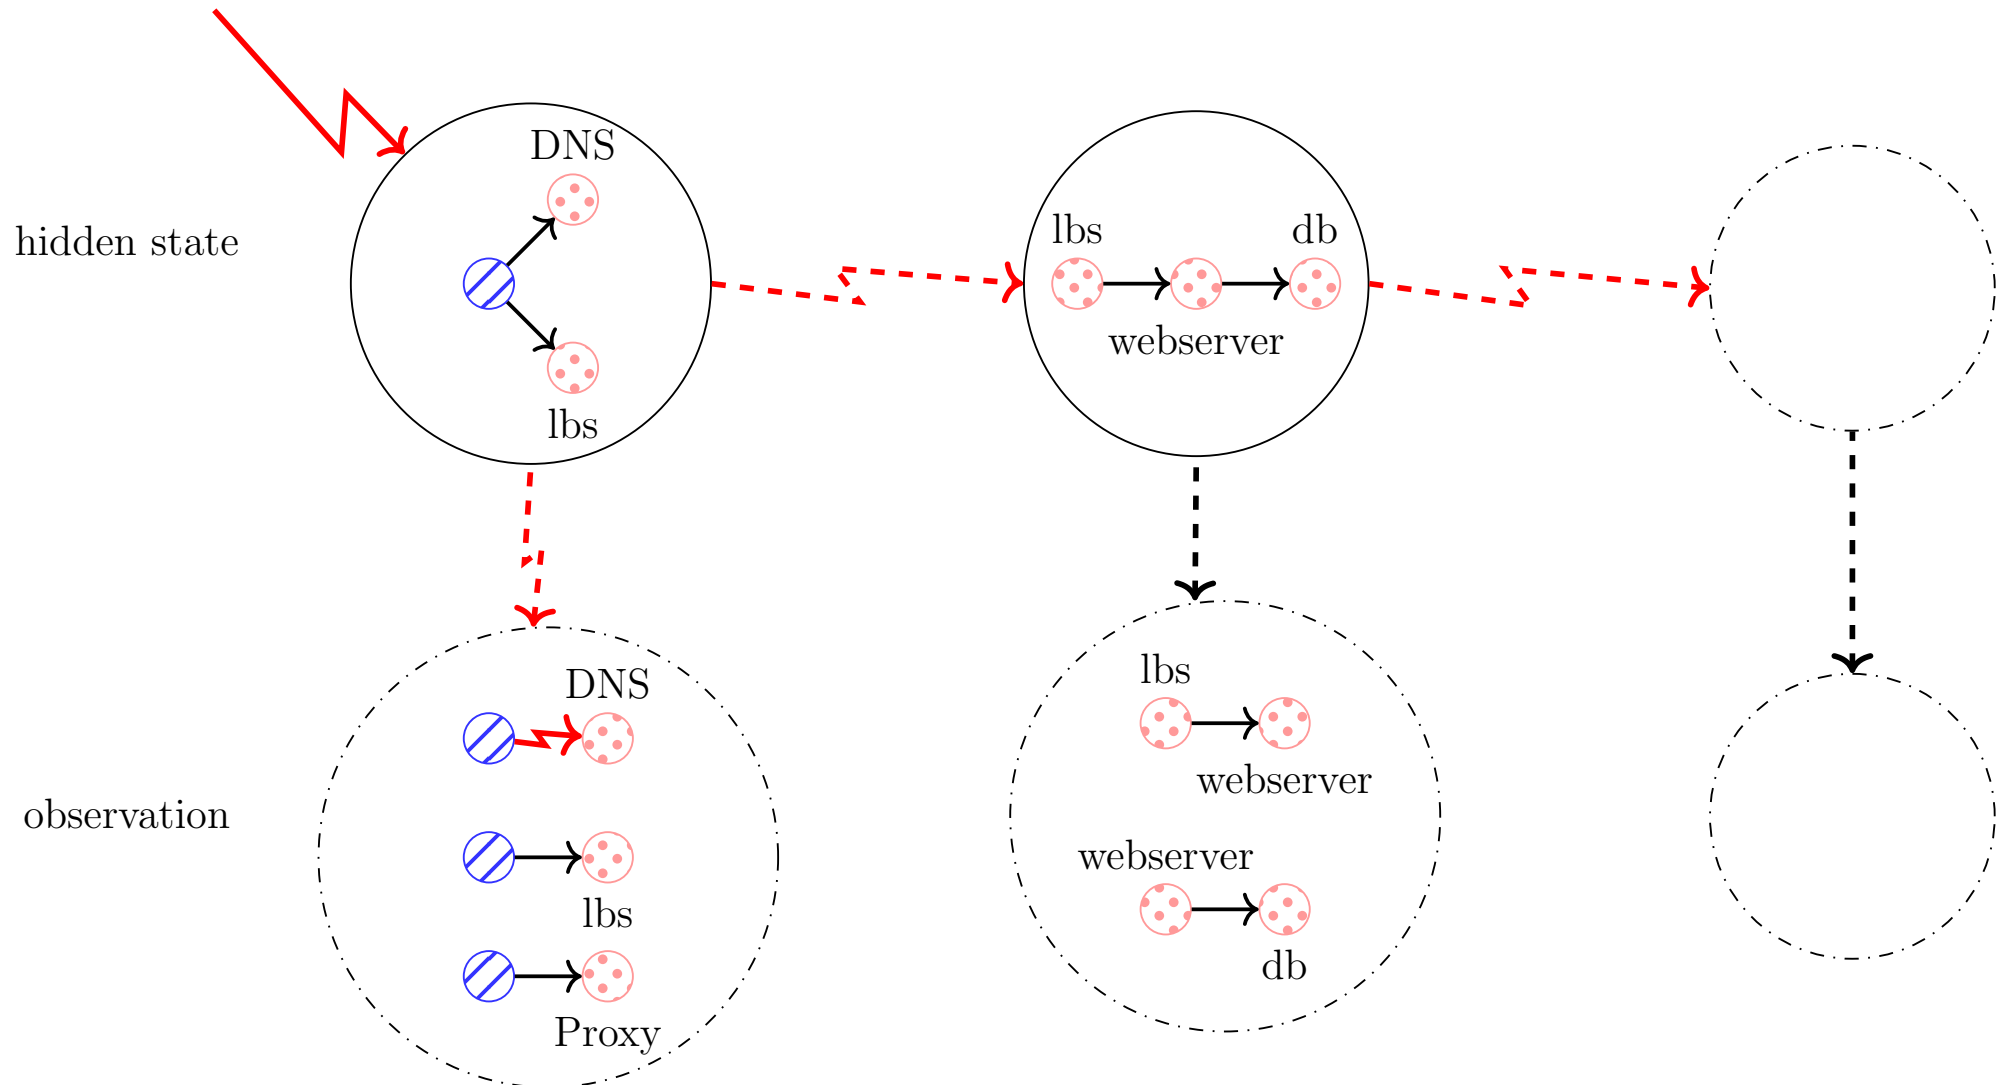 DNS
hidden state
lbs
lbs
db
webserver
observation
DNS
lbs
Proxy
lbs
webserver
webserver
db